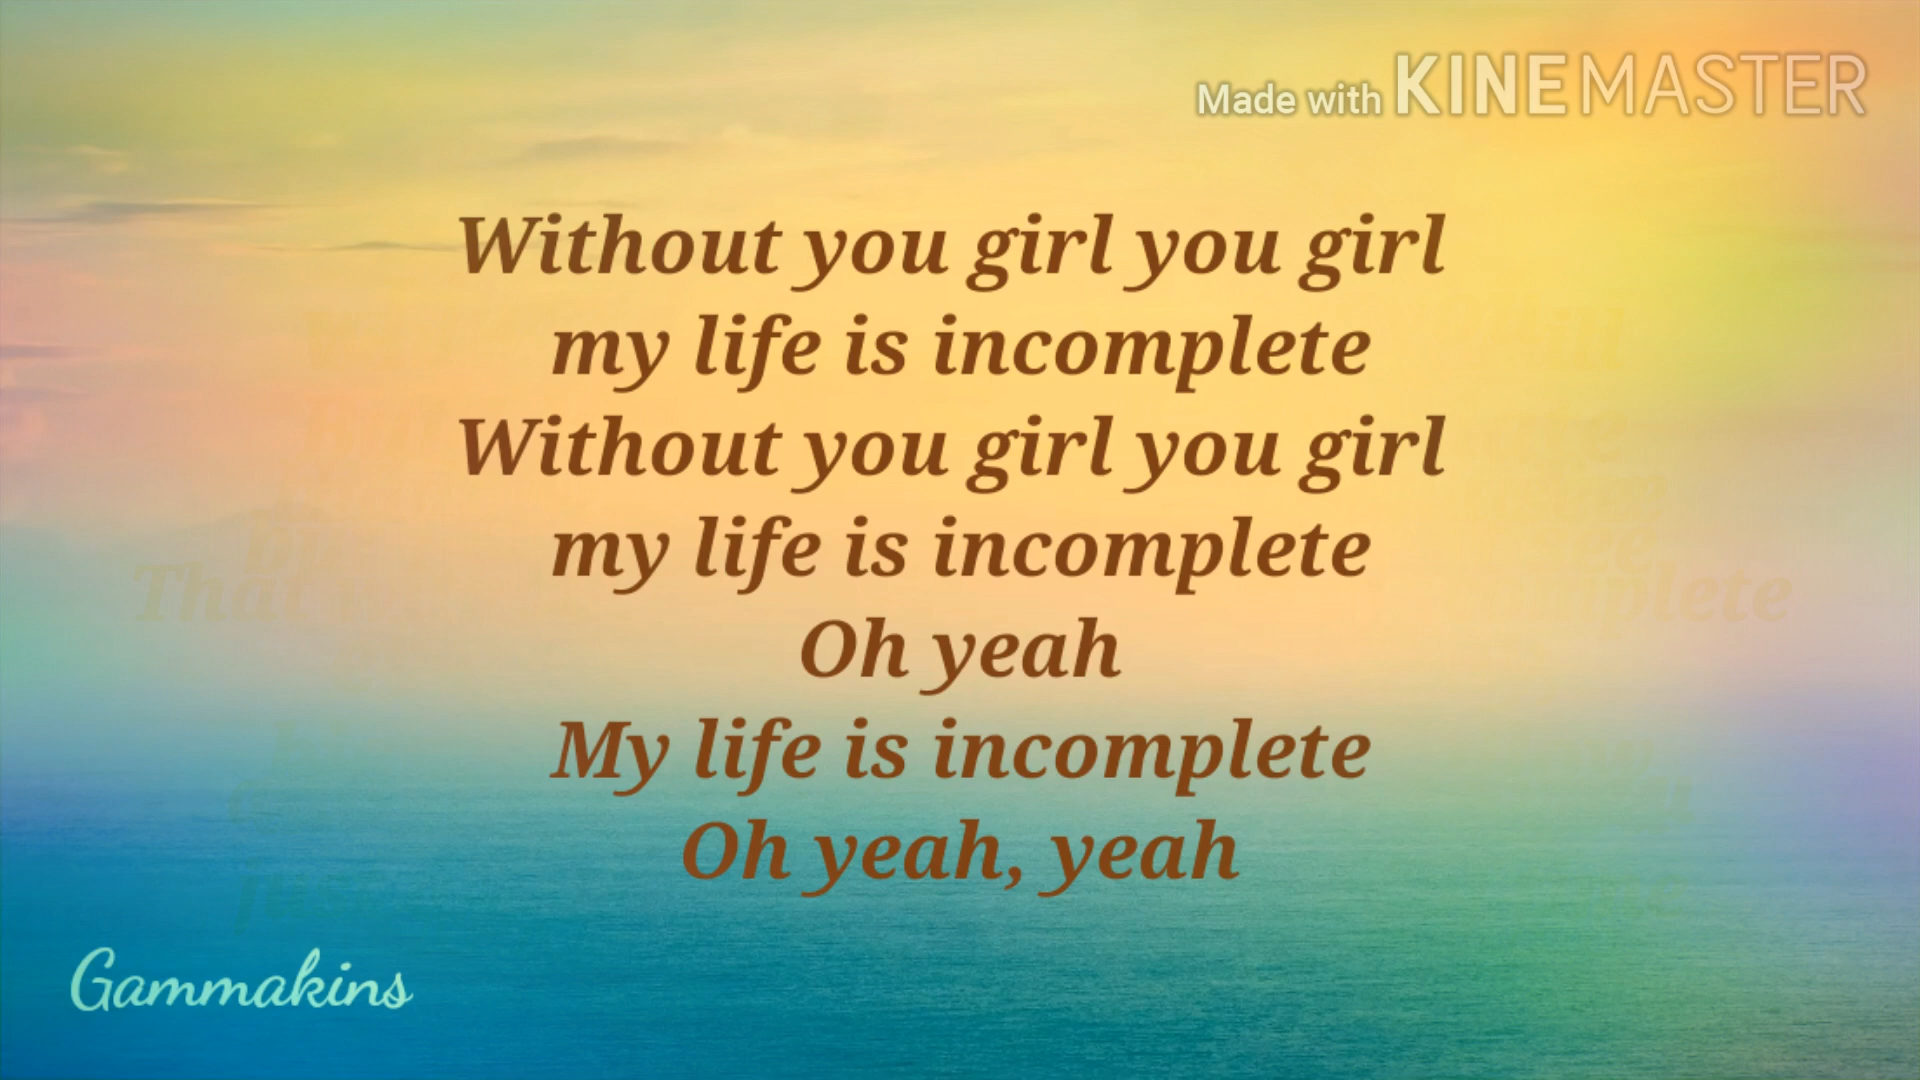 Made with KINEMASTER
Without you girl you girl
my life is incomplete
Without you girl you girl
my life is incomplete
Oh yeah
My life is incomplete
Oh yeah, yeah
Gammakins